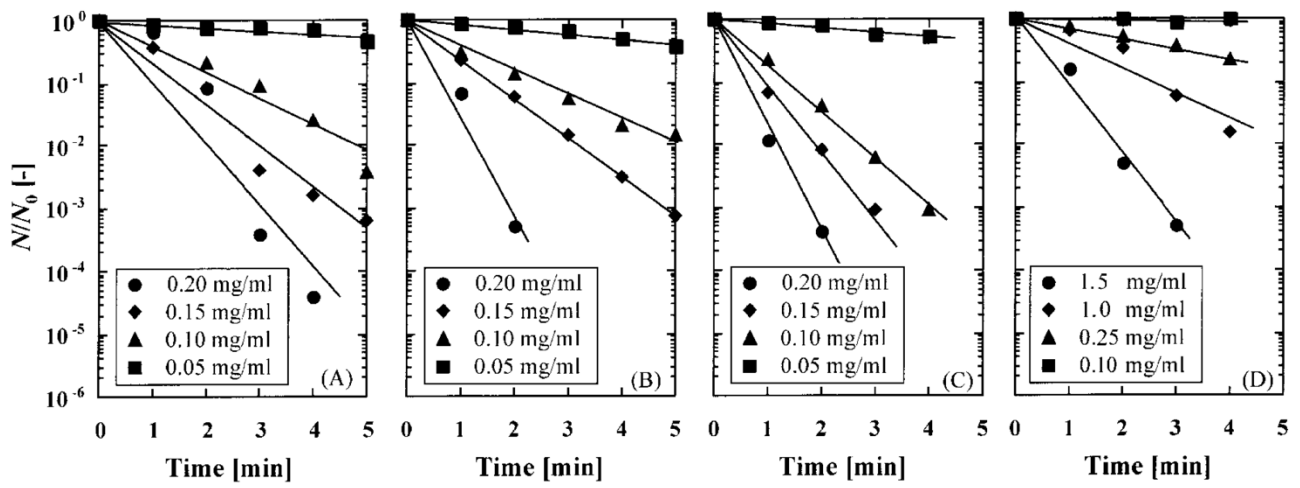 N/N₀ [-]
10⁰
10⁻¹
10⁻²
10⁻³
10⁻⁴
10⁻⁵
10⁻⁶
0.20 mg/ml
0.15 mg/ml
0.10 mg/ml
0.05 mg/ml
(A)
0 1 2 3 4 5
Time [min]
0.20 mg/ml
0.15 mg/ml
0.10 mg/ml
0.05 mg/ml
(B)
0 1 2 3 4 5
Time [min]
0.20 mg/ml
0.15 mg/ml
0.10 mg/ml
0.05 mg/ml
(C)
0 1 2 3 4 5
Time [min]
1.5 mg/ml
1.0 mg/ml
0.25 mg/ml
0.10 mg/ml
(D)
0 1 2 3 4 5
Time [min]